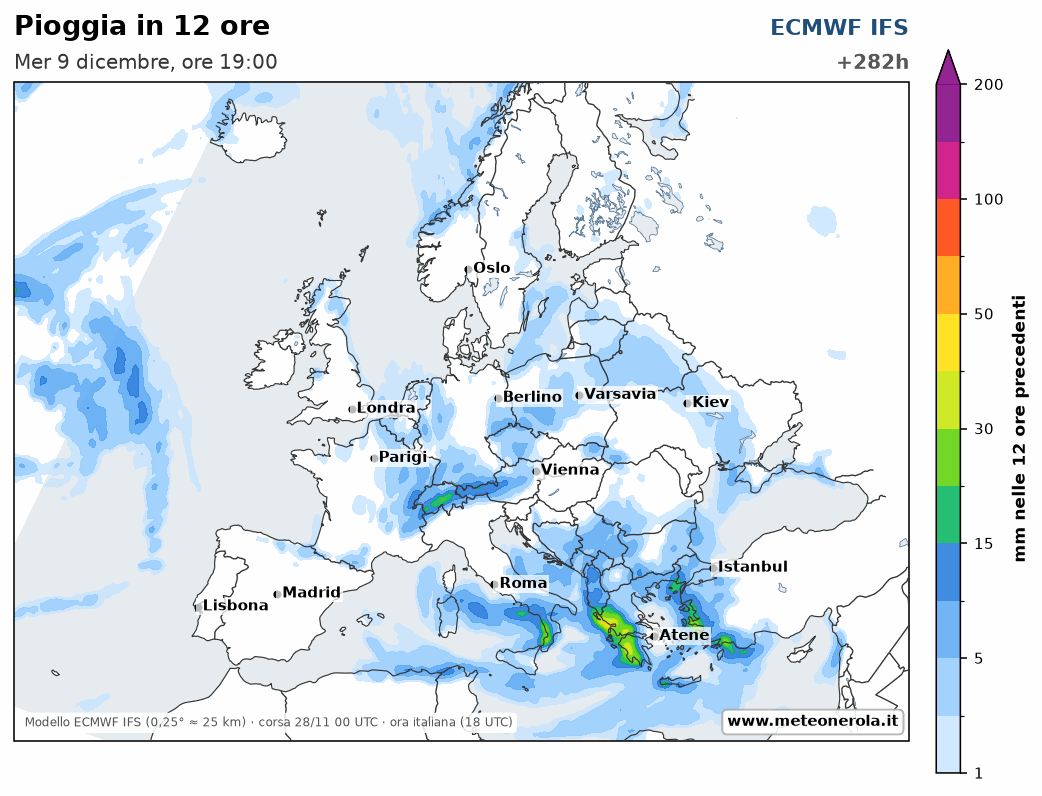 Pioggia in 12 ore
ECMWF IFS
Mer 9 dicembre, ore 19:00
+282h
200
100
50
30
15
5
1
mm nelle 12 ore precedenti
Oslo
Berlino
Varsavia
Kiev
Londra
Parigi
Vienna
Istanbul
Roma
Madrid
Lisbona
Atene
Modello ECMWF IFS (0,25° ≈ 25 km) · corsa 28/11 00 UTC · ora italiana (18 UTC)
www.meteonerola.it